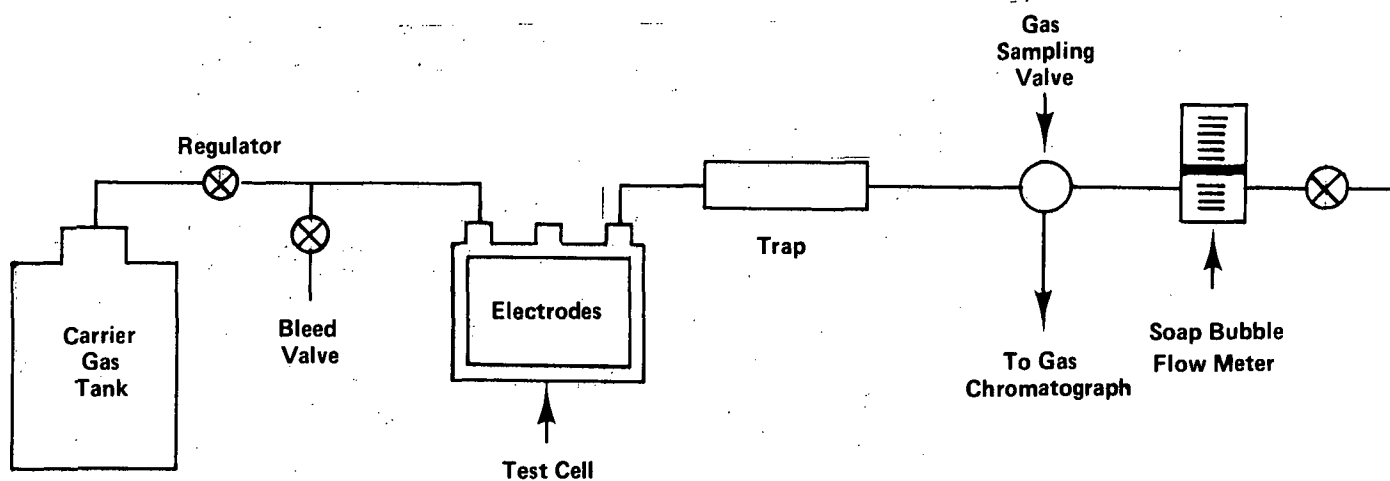 Gas
Sampling
Valve
Regulator
Carrier
Gas
Tank
Bleed
Valve
Electrodes
Test Cell
Trap
To Gas
Chromatograph
Soap Bubble
Flow Meter